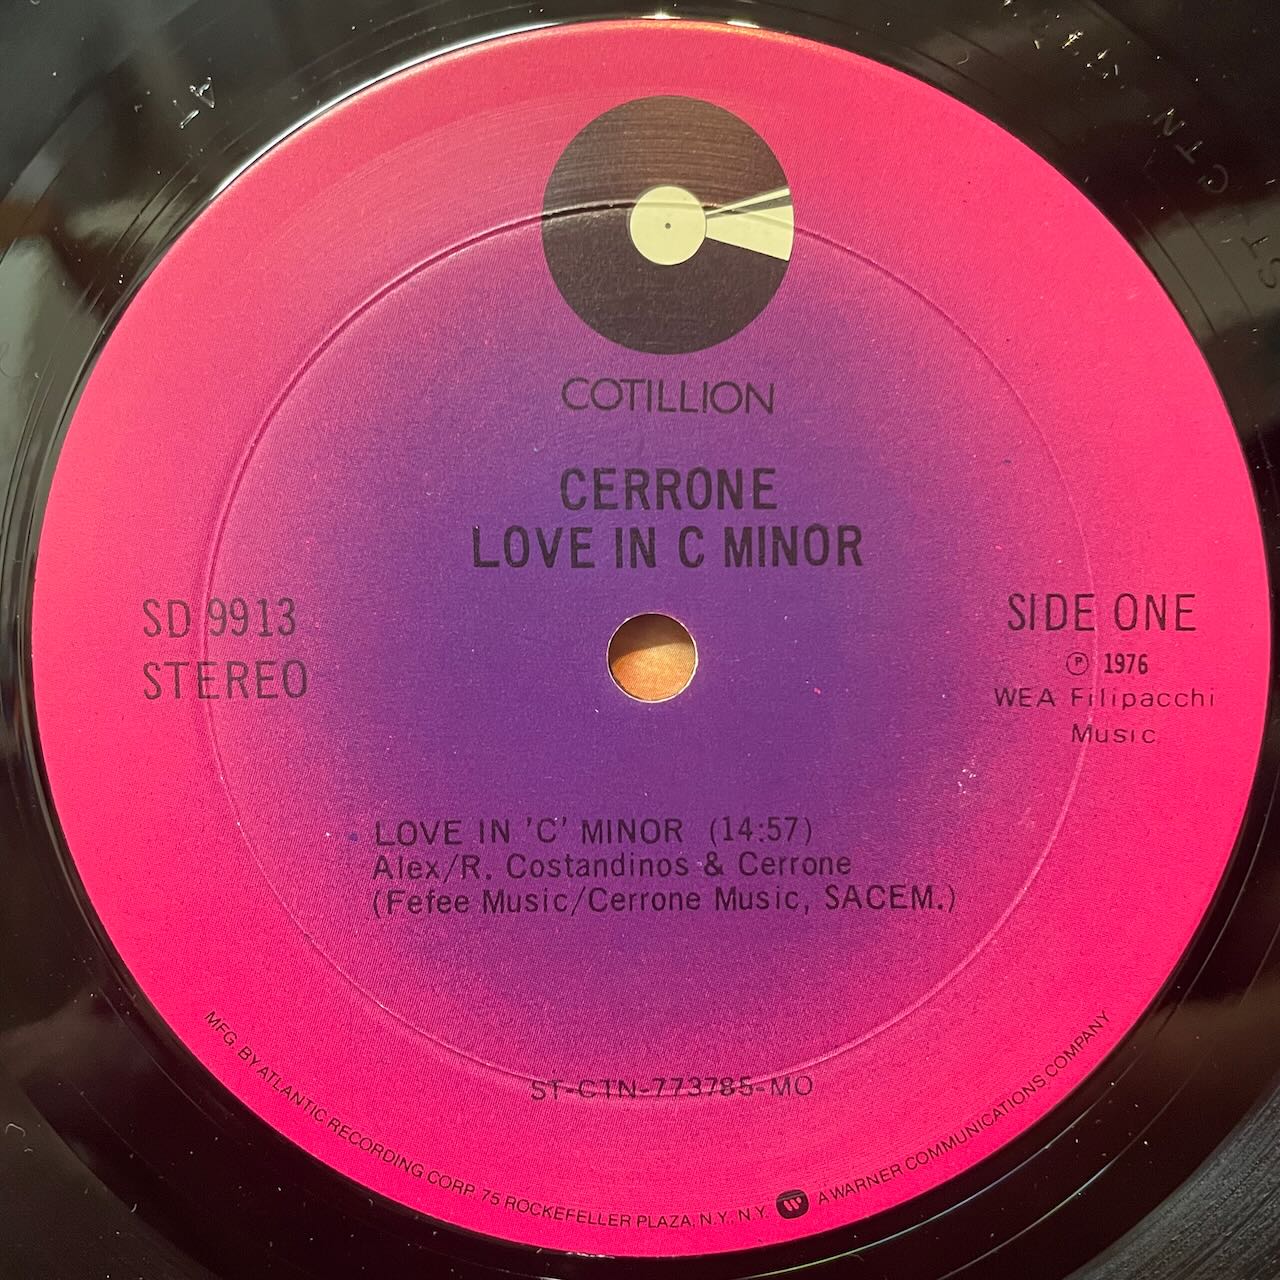 COTILLION
CERRONE
LOVE IN C MINOR
SD 9913
STEREO
SIDE ONE
Ⓟ 1976
WEA Filipacchi
Music
LOVE IN 'C' MINOR (14:57)
Alex/R. Costandinos & Cerrone
(Fefee Music/Cerrone Music, SACEM.)
ST-CTN-773785-MO
MFG. BY ATLANTIC RECORDING CORP. 75 ROCKEFELLER PLAZA, N.Y., N.Y. A WARNER COMMUNICATIONS COMPANY